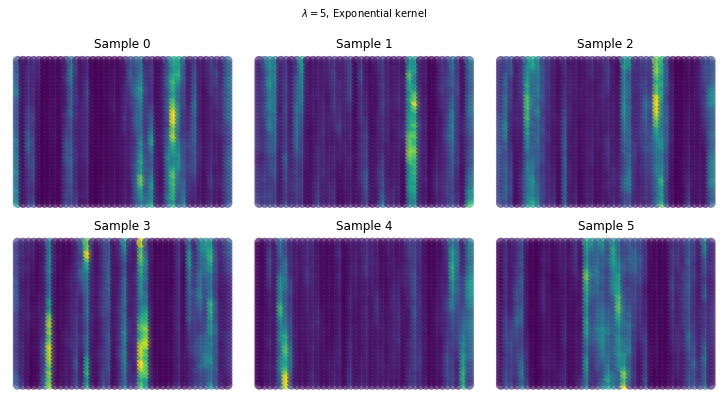 λ = 5, Exponential kernel
Sample 0
Sample 1
Sample 2
Sample 3
Sample 4
Sample 5